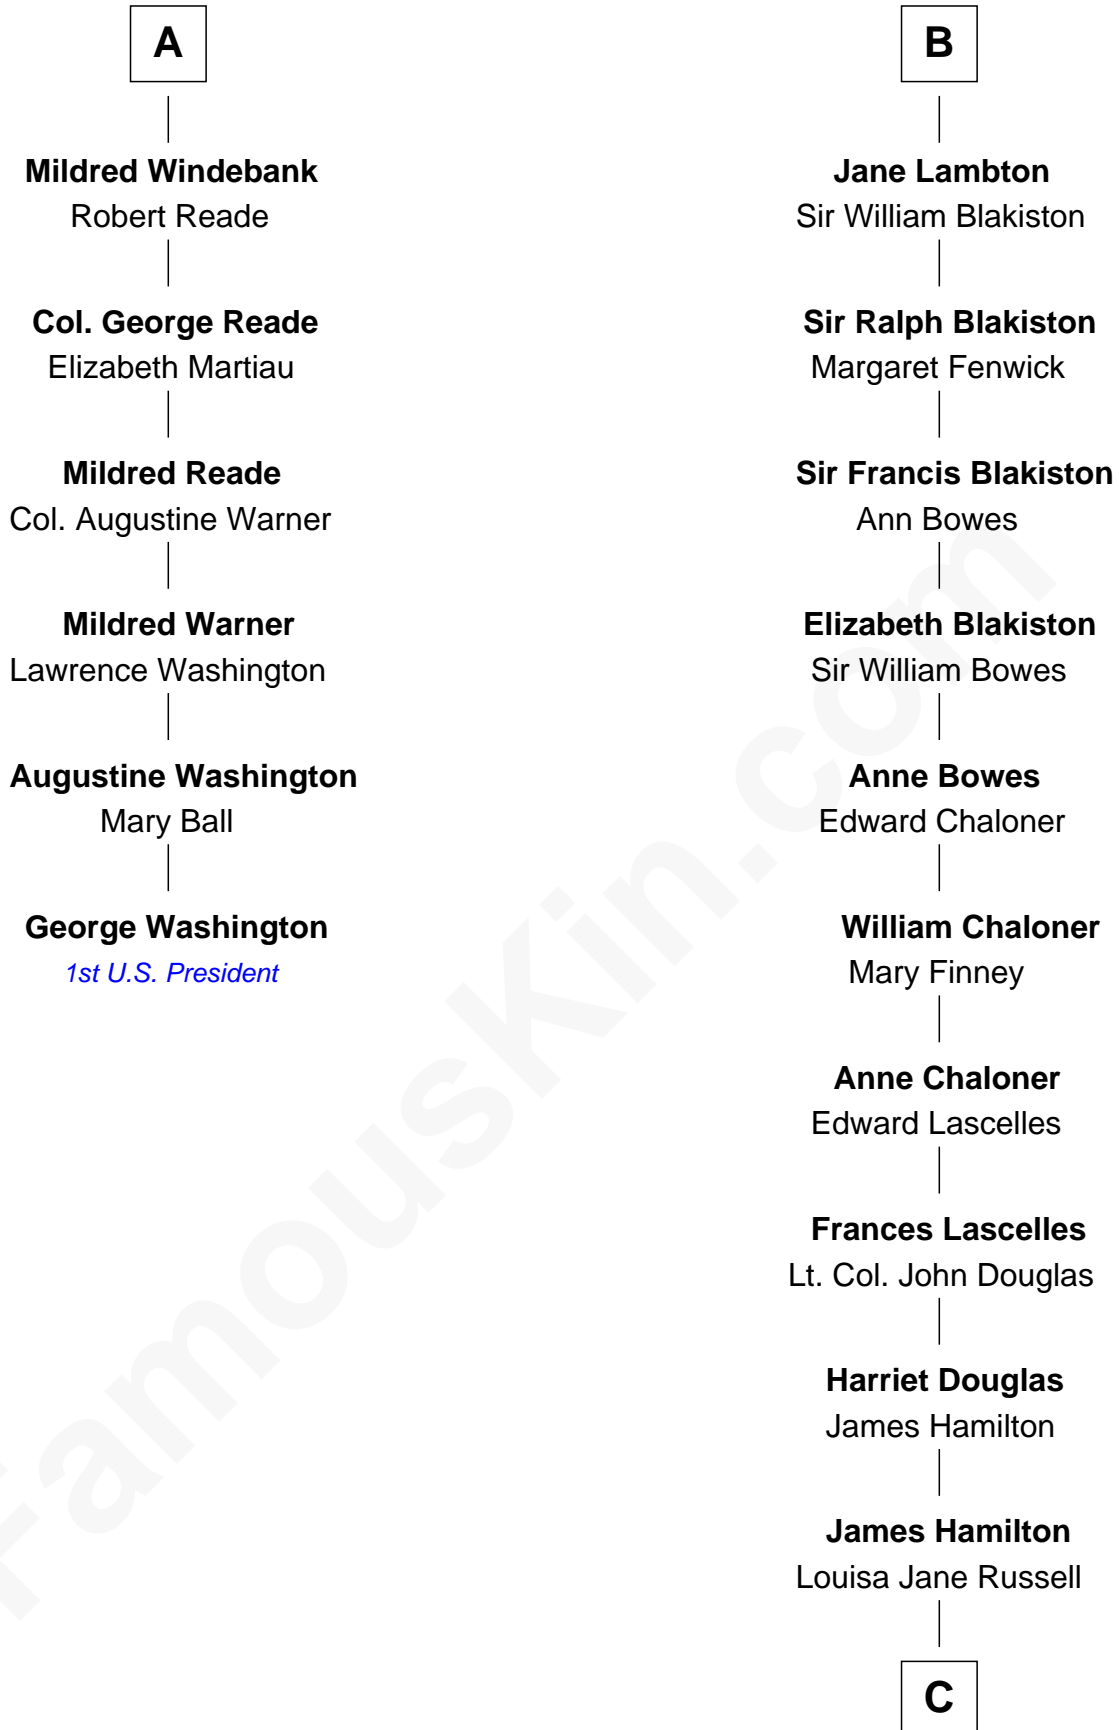 A
Mildred Windebank
Robert Reade
Col. George Reade
Elizabeth Martiau
Mildred Reade
Col. Augustine Warner
Mildred Warner
Lawrence Washington
Augustine Washington
Mary Ball
George Washington
1st U.S. President
B
Jane Lambton
Sir William Blakiston
Sir Ralph Blakiston
Margaret Fenwick
Sir Francis Blakiston
Ann Bowes
Elizabeth Blakiston
Sir William Bowes
Anne Bowes
Edward Chaloner
William Chaloner
Mary Finney
Anne Chaloner
Edward Lascelles
Frances Lascelles
Lt. Col. John Douglas
Harriet Douglas
James Hamilton
James Hamilton
Louisa Jane Russell
C
FamousKin.com